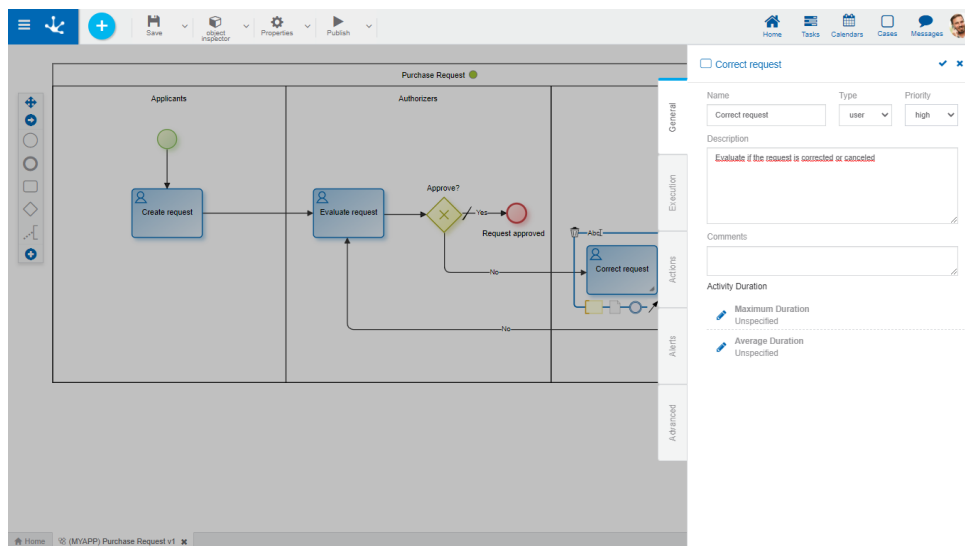 Save
object inspector
Properties
Publish
Home
Tasks
Calendars
Cases
Messages
Purchase Request
Applicants
Authorizers
Create request
Evaluate request
Approve?
Yes
Request approved
No
Abc
Correct request
No
General
Execution
Actions
Alerts
Advanced
Correct request
Name
Type
Priority
Correct request
user
high
Description
Evaluate if the request is corrected or canceled
Comments
Activity Duration
Maximum Duration
Unspecified
Average Duration
Unspecified
Home
(MYAPP) Purchase Request v1